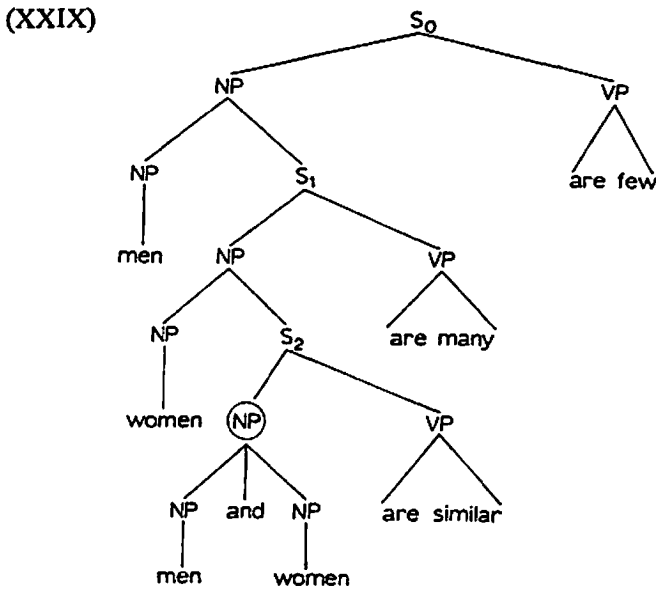 (XXIX)
S₀
NP VP
NP S₁ are few
men NP VP
NP S₂ are many
women NP VP
NP and NP are similar
men women